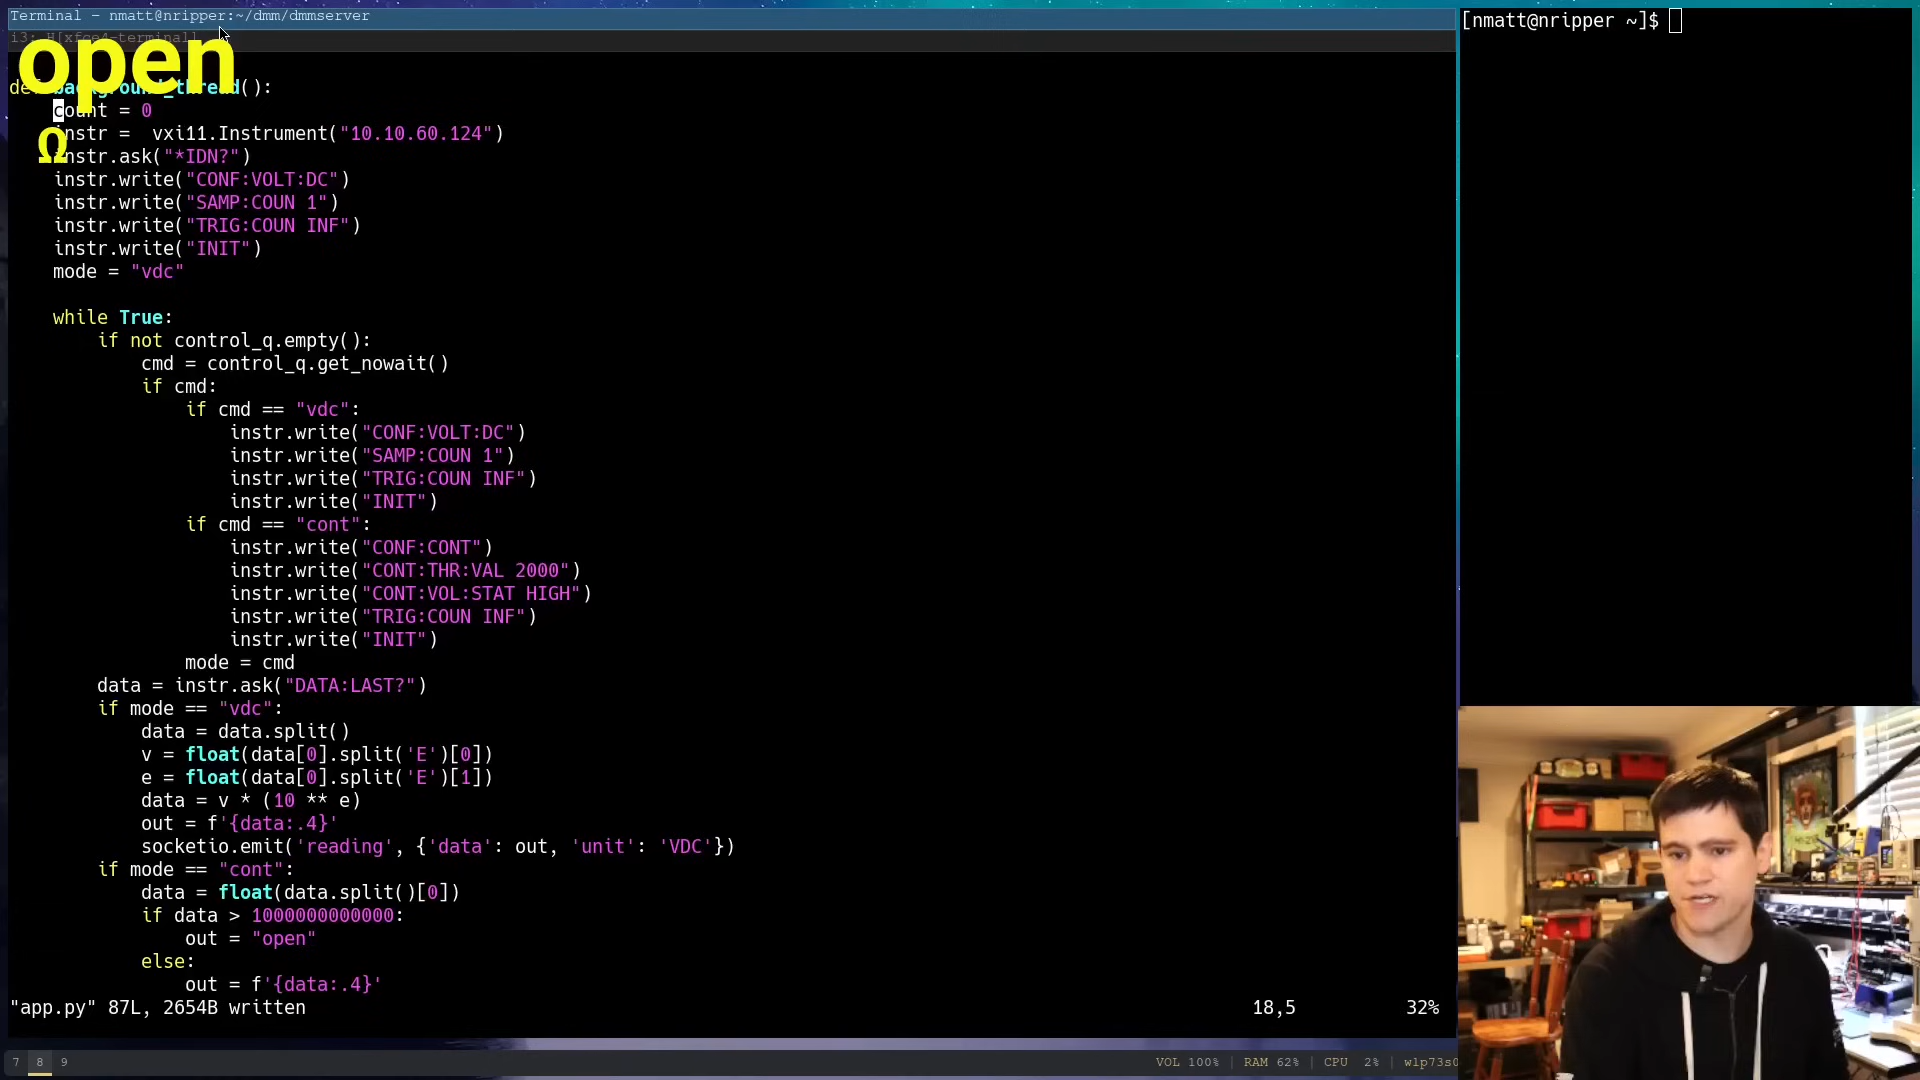 Terminal - nmatt@nripper:~/dmm/dmmserver
i3: H[xfce4-terminal]
open
Ω
def background_thread():
count = 0
instr =  vxi11.Instrument("10.10.60.124")
instr.ask("*IDN?")
instr.write("CONF:VOLT:DC")
instr.write("SAMP:COUN 1")
instr.write("TRIG:COUN INF")
instr.write("INIT")
mode = "vdc"
while True:
if not control_q.empty():
cmd = control_q.get_nowait()
if cmd:
if cmd == "vdc":
instr.write("CONF:VOLT:DC")
instr.write("SAMP:COUN 1")
instr.write("TRIG:COUN INF")
instr.write("INIT")
if cmd == "cont":
instr.write("CONF:CONT")
instr.write("CONT:THR:VAL 2000")
instr.write("CONT:VOL:STAT HIGH")
instr.write("TRIG:COUN INF")
instr.write("INIT")
mode = cmd
data = instr.ask("DATA:LAST?")
if mode == "vdc":
data = data.split()
v = float(data[0].split('E')[0])
e = float(data[0].split('E')[1])
data = v * (10 ** e)
out = f'{data:.4}'
socketio.emit('reading', {'data': out, 'unit': 'VDC'})
if mode == "cont":
data = float(data.split()[0])
if data > 1000000000000:
out = "open"
else:
out = f'{data:.4}'
"app.py" 87L, 2654B written 18,5 32%
[nmatt@nripper ~]$
7 8 9 VOL 100% | RAM 62% | CPU 2% | wlp73s0